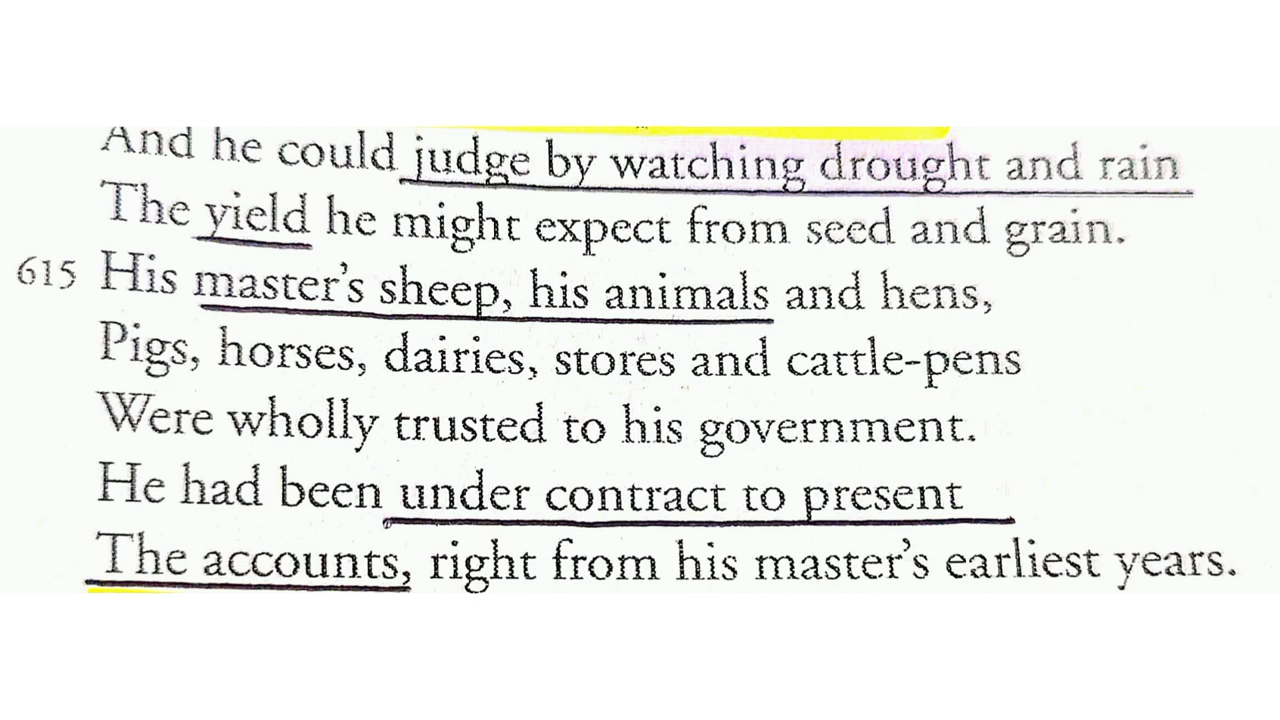 And he could judge by watching drought and rain
The yield he might expect from seed and grain.
615 His master's sheep, his animals and hens,
Pigs, horses, dairies, stores and cattle-pens
Were wholly trusted to his government.
He had been under contract to present
The accounts, right from his master's earliest years.